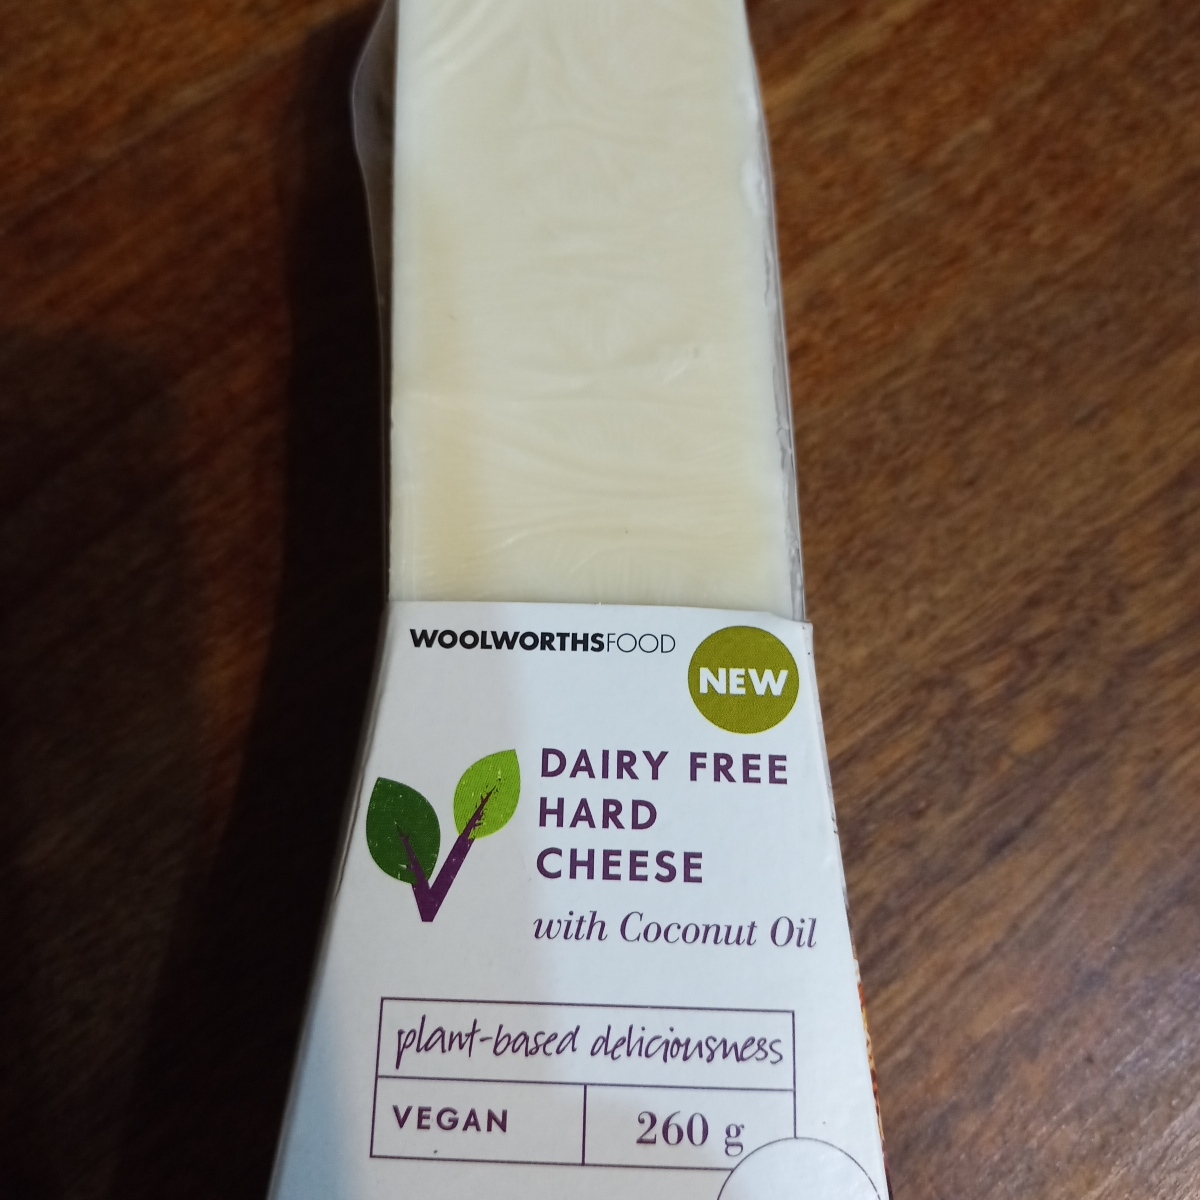 WOOLWORTHSFOOD
NEW
DAIRY FREE
HARD
CHEESE
with Coconut Oil
plant-based deliciousness
VEGAN
260 g